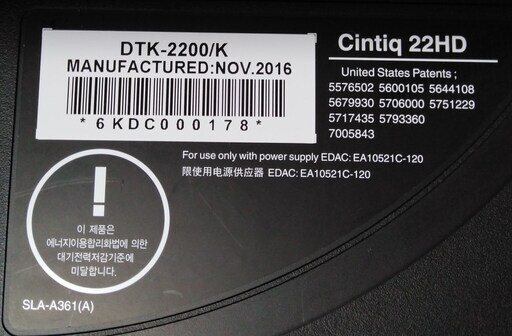 DTK-2200/K
MANUFACTURED:NOV.2016
*6KDC000178*
Cintiq 22HD
United States Patents ;
5576502 5600105 5644108
5679930 5706000 5751229
5717435 5793360
7005843
For use only with power supply EDAC: EA10521C-120
限使用电源供应器 EDAC: EA10521C-120
!
이 제품은
에너지이용합리화법에 의한
대기전력저감기준에
미달합니다.
SLA-A361(A)